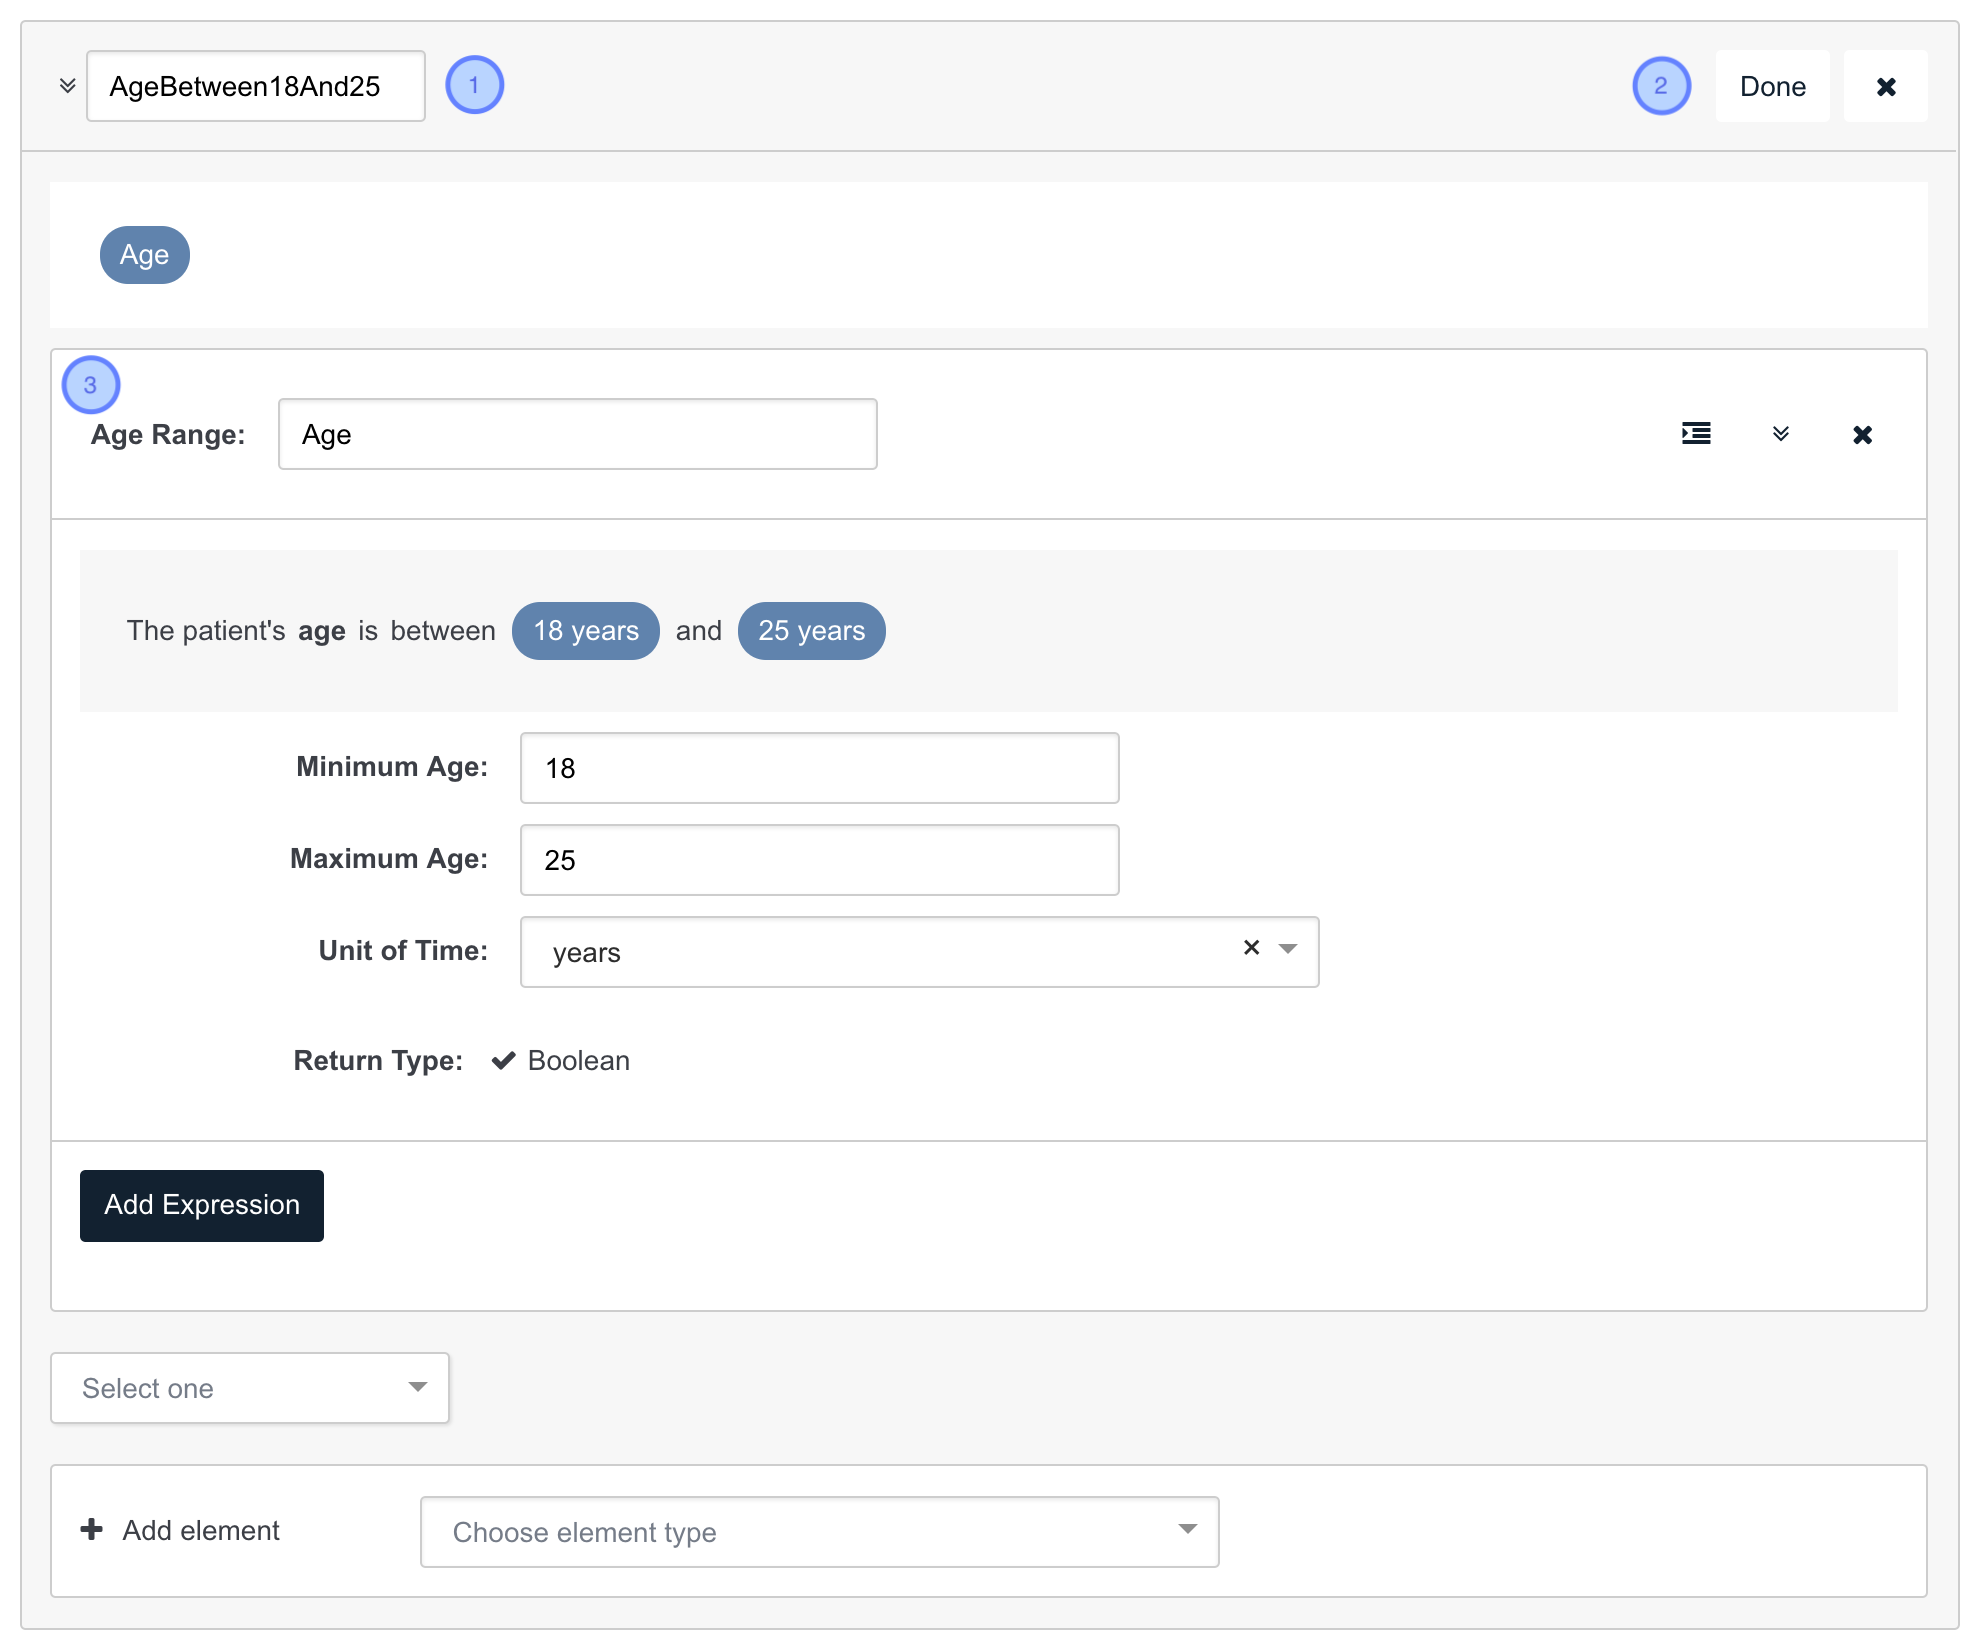 AgeBetween18And25 1 2 Done
Age
3
Age Range: Age
The patient's age is between 18 years and 25 years
Minimum Age: 18
Maximum Age: 25
Unit of Time: years
Return Type: Boolean
Add Expression
Select one
Add element Choose element type